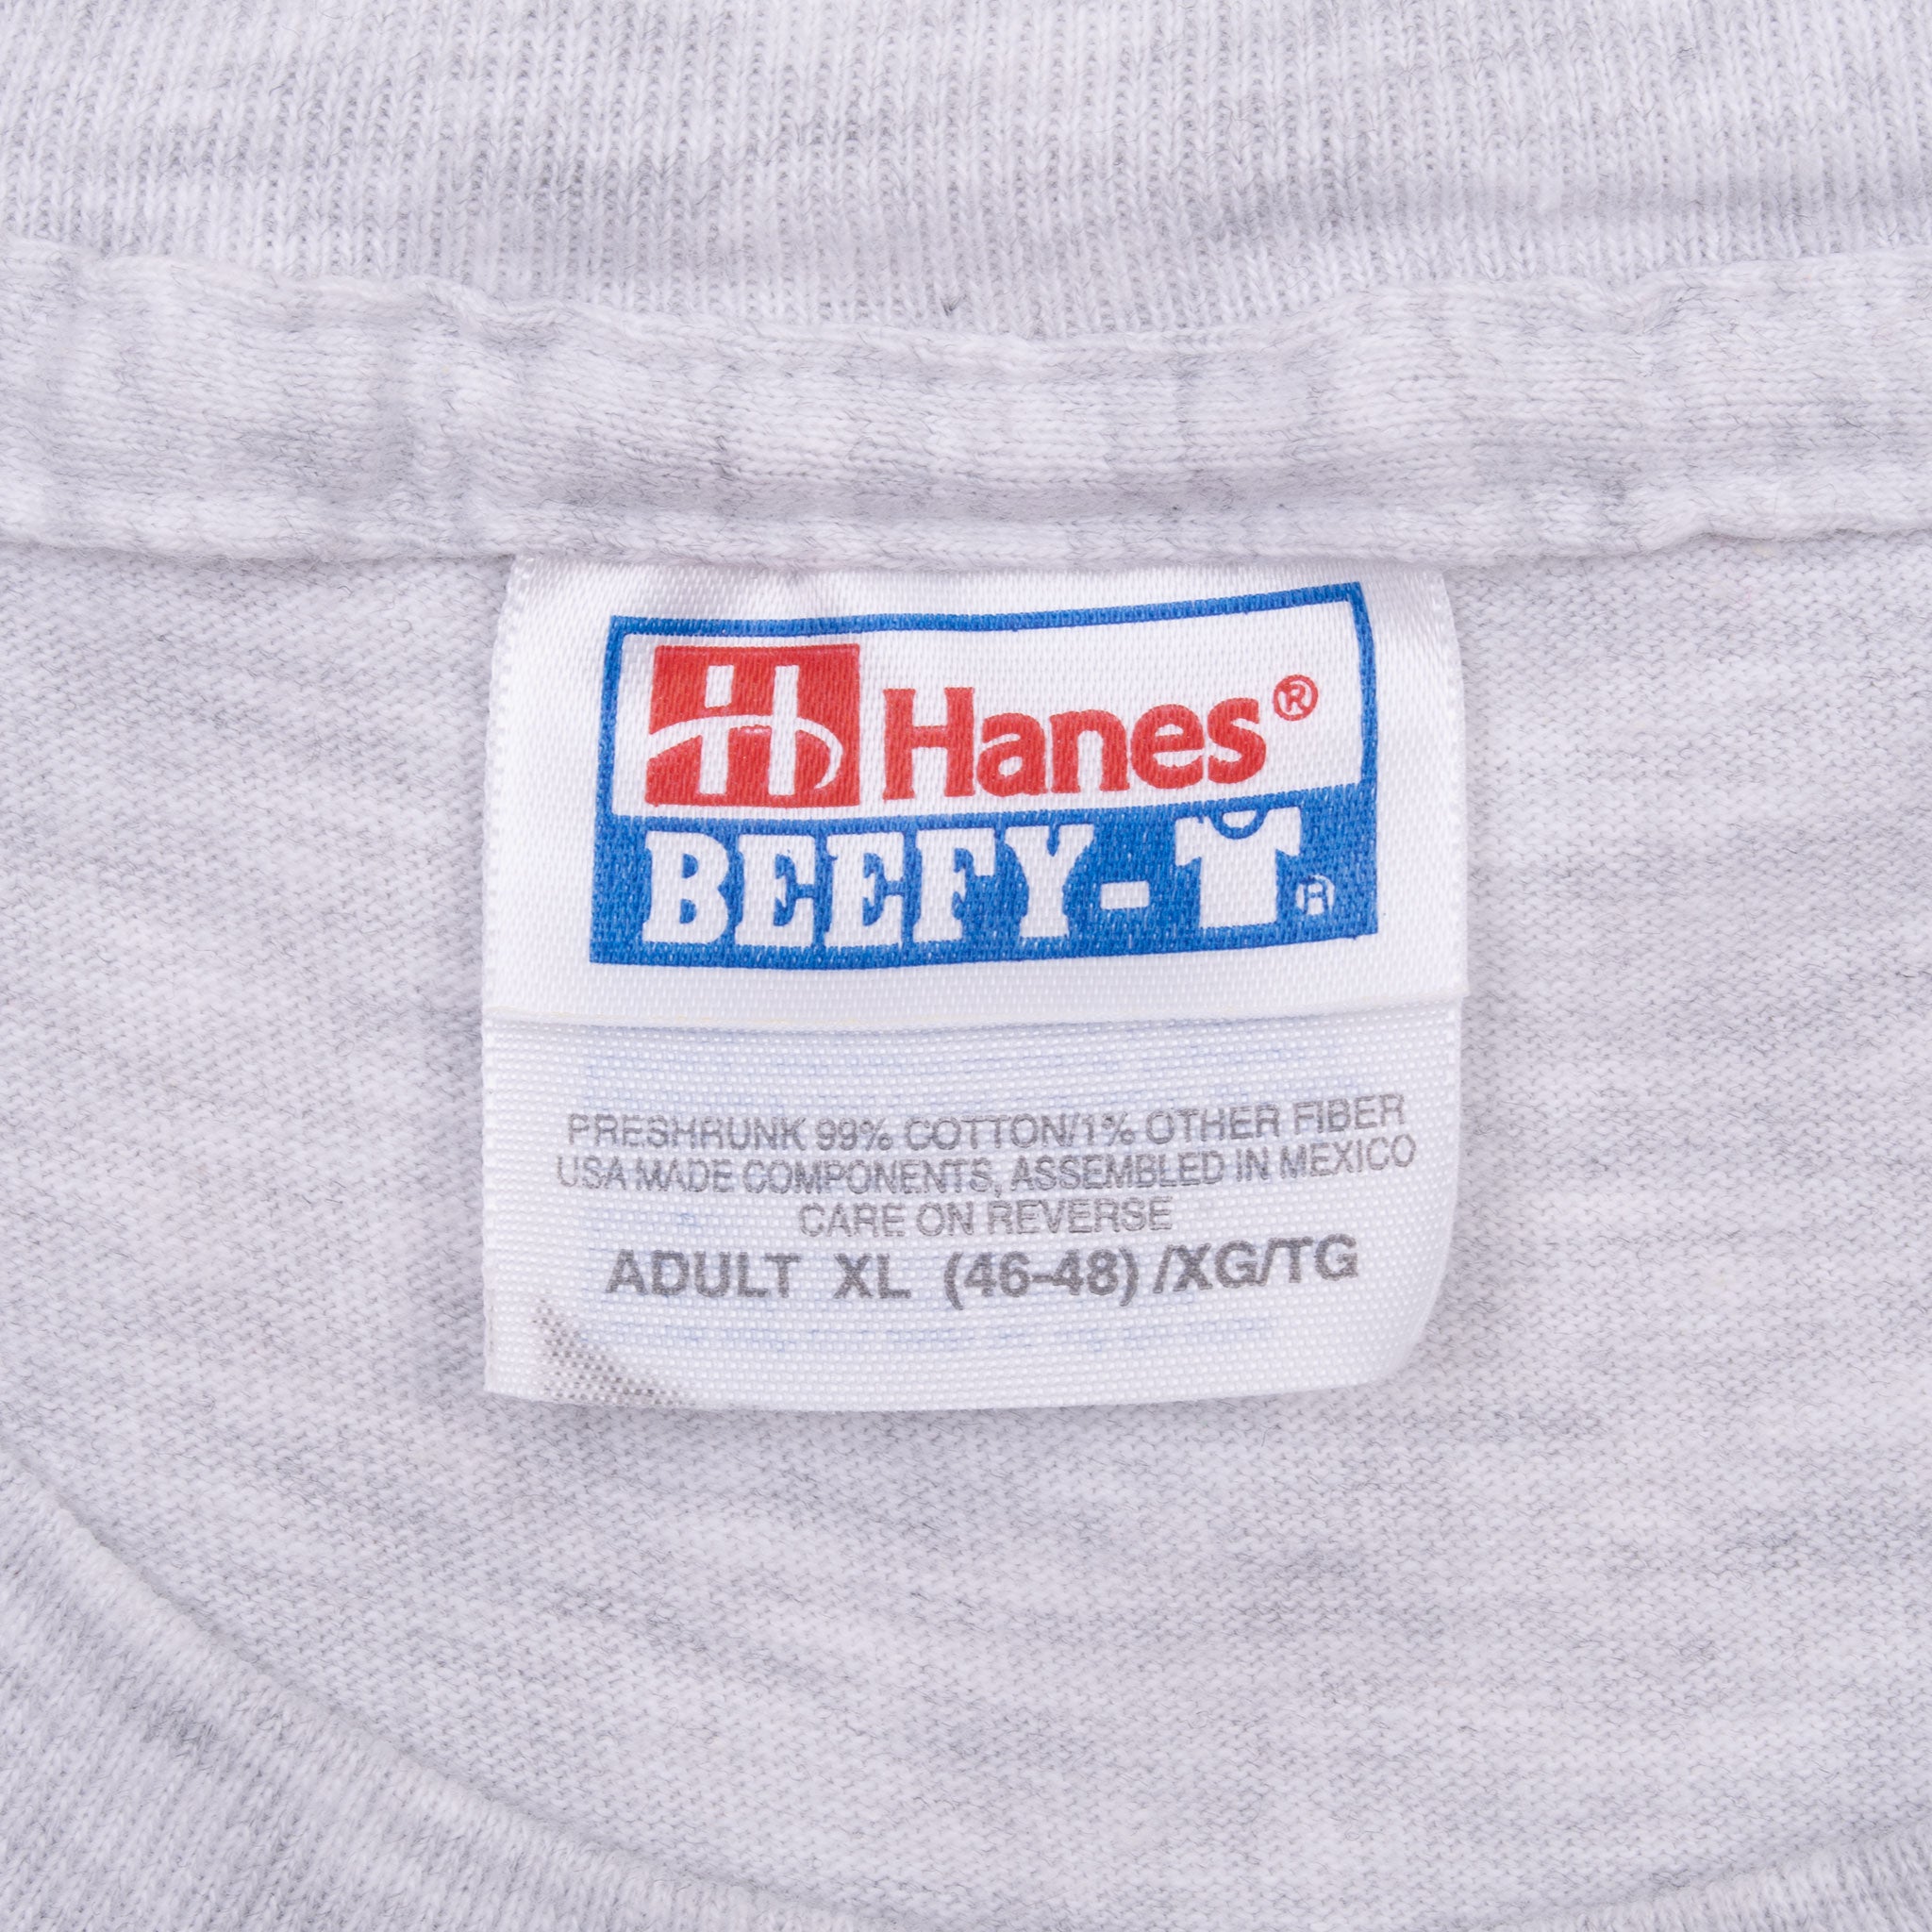 H Hanes®
BEEFY-T®
PRESHRUNK 99% COTTON/1% OTHER FIBER
USA MADE COMPONENTS, ASSEMBLED IN MEXICO
CARE ON REVERSE
ADULT XL (46-48) /XG/TG